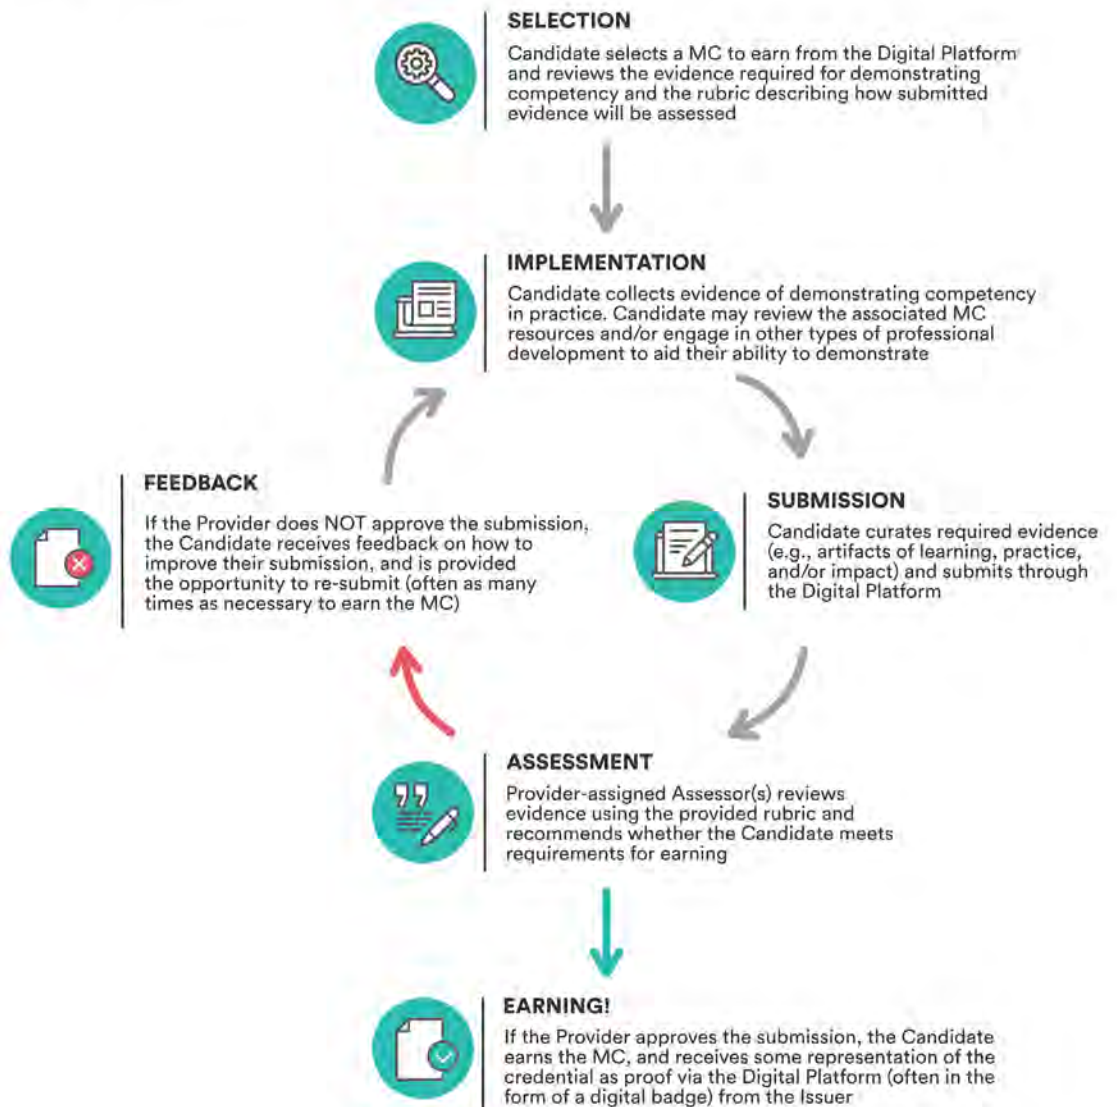 SELECTION
Candidate selects a MC to earn from the Digital Platform
and reviews the evidence required for demonstrating
competency and the rubric describing how submitted
evidence will be assessed
IMPLEMENTATION
Candidate collects evidence of demonstrating competency
in practice. Candidate may review the associated MC
resources and/or engage in other types of professional
development to aid their ability to demonstrate
FEEDBACK
If the Provider does NOT approve the submission,
the Candidate receives feedback on how to
improve their submission, and is provided
the opportunity to re-submit (often as many
times as necessary to earn the MC)
SUBMISSION
Candidate curates required evidence
(e.g., artifacts of learning, practice,
and/or impact) and submits through
the Digital Platform
ASSESSMENT
Provider-assigned Assessor(s) reviews
evidence using the provided rubric and
recommends whether the Candidate meets
requirements for earning
EARNING!
If the Provider approves the submission, the Candidate
earns the MC, and receives some representation of the
credential as proof via the Digital Platform (often in the
form of a digital badge) from the Issuer